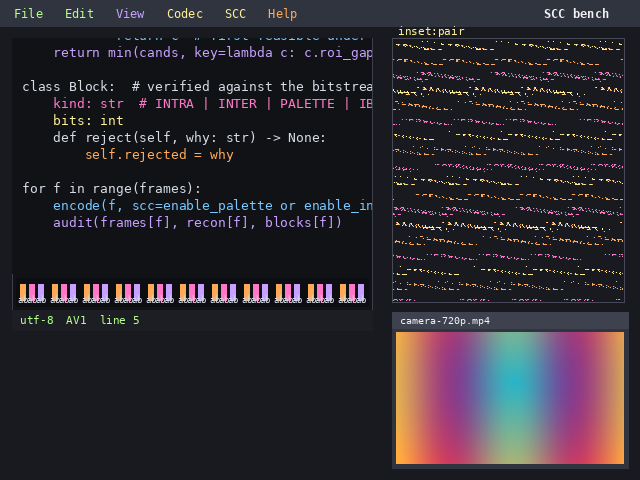 File Edit View Codec SCC Help SCC bench
inset:pair
return min(cands, key=lambda c: c.roi_gap
class Block:  # verified against the bitstrea
kind: str  # INTRA | INTER | PALETTE | IB
bits: int
def reject(self, why: str) -> None:
self.rejected = why
for f in range(frames):
encode(f, scc=enable_palette or enable_in
audit(frames[f], recon[f], blocks[f])
utf-8 AV1 line 5
camera-720p.mp4